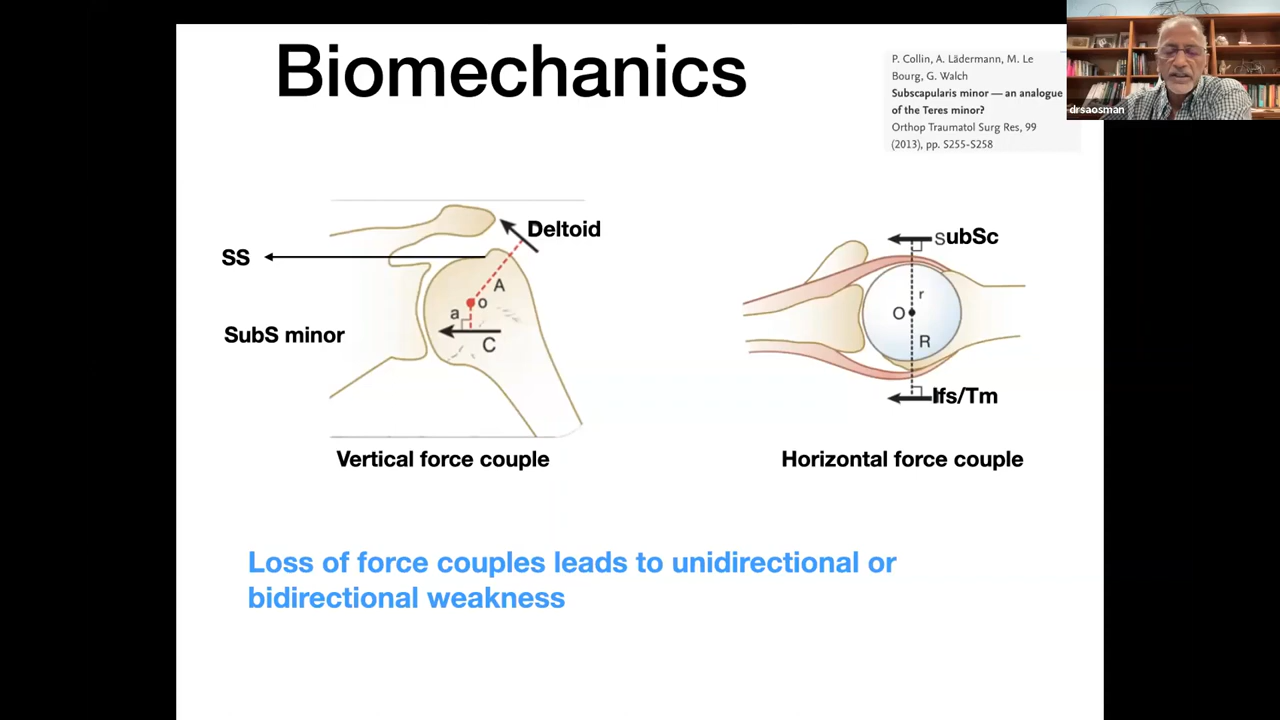 Biomechanics
P. Collin, A. Lädermann, M. Le
Bourg, G. Walch
Subscapularis minor — an analogue
of the Teres minor?
Orthop Traumatol Surg Res, 99
(2013), pp. S255-S258
drsaosman
Deltoid
SS
A
o
a
SubS minor
C
Vertical force couple
SubSc
r
O
R
Ifs/Tm
Horizontal force couple
Loss of force couples leads to unidirectional or
bidirectional weakness